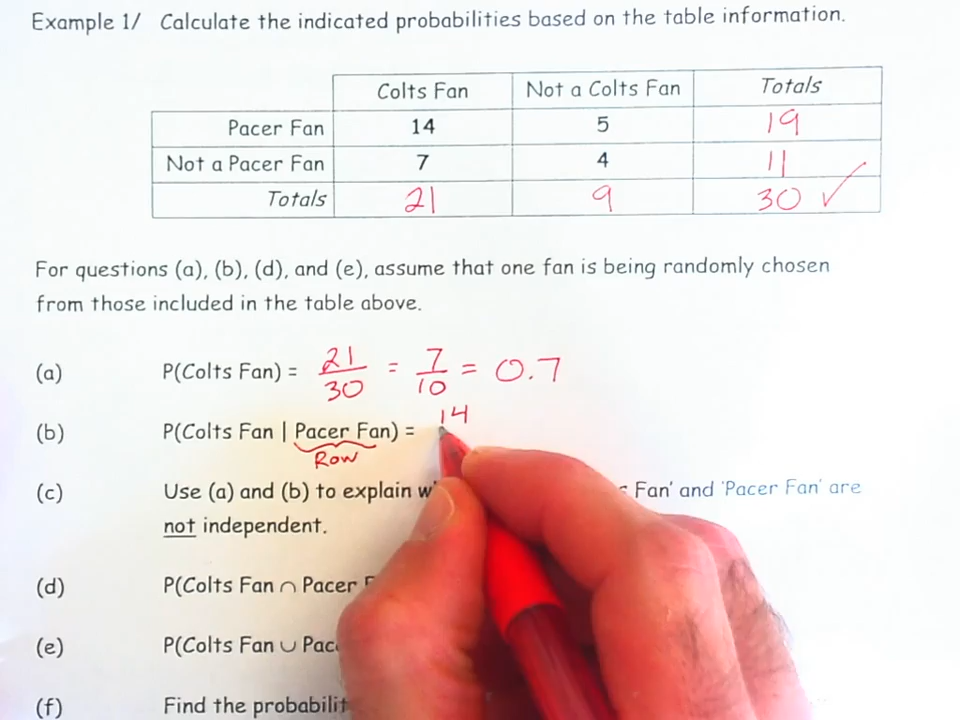 Example 1/ Calculate the indicated probabilities based on the table information.
Colts Fan Not a Colts Fan Totals
Pacer Fan 14 5 19
Not a Pacer Fan 7 4 11
Totals 21 9 30 ✓
For questions (a), (b), (d), and (e), assume that one fan is being randomly chosen
from those included in the table above.
(a) P(Colts Fan) = 21/30 = 7/10 = 0.7
(b) P(Colts Fan | Pacer Fan) = 14
Row
(c) Use (a) and (b) to explain Fan' and 'Pacer Fan' are
not independent.
(d) P(Colts Fan ∩ Pacer
(e) P(Colts Fan ∪
(f) Find the